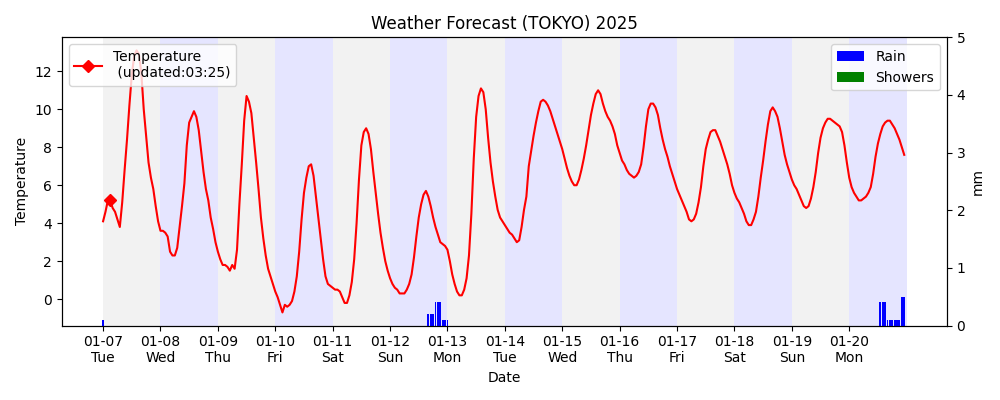 Weather Forecast (TOKYO) 2025
Temperature
(updated:03:25)
Rain
Showers
Temperature
12
10
8
6
4
2
0
5
4
3
2
1
0
mm
01-07 01-08 01-09 01-10 01-11 01-12 01-13 01-14 01-15 01-16 01-17 01-18 01-19 01-20
Tue Wed Thu Fri Sat Sun Mon Tue Wed Thu Fri Sat Sun Mon
Date